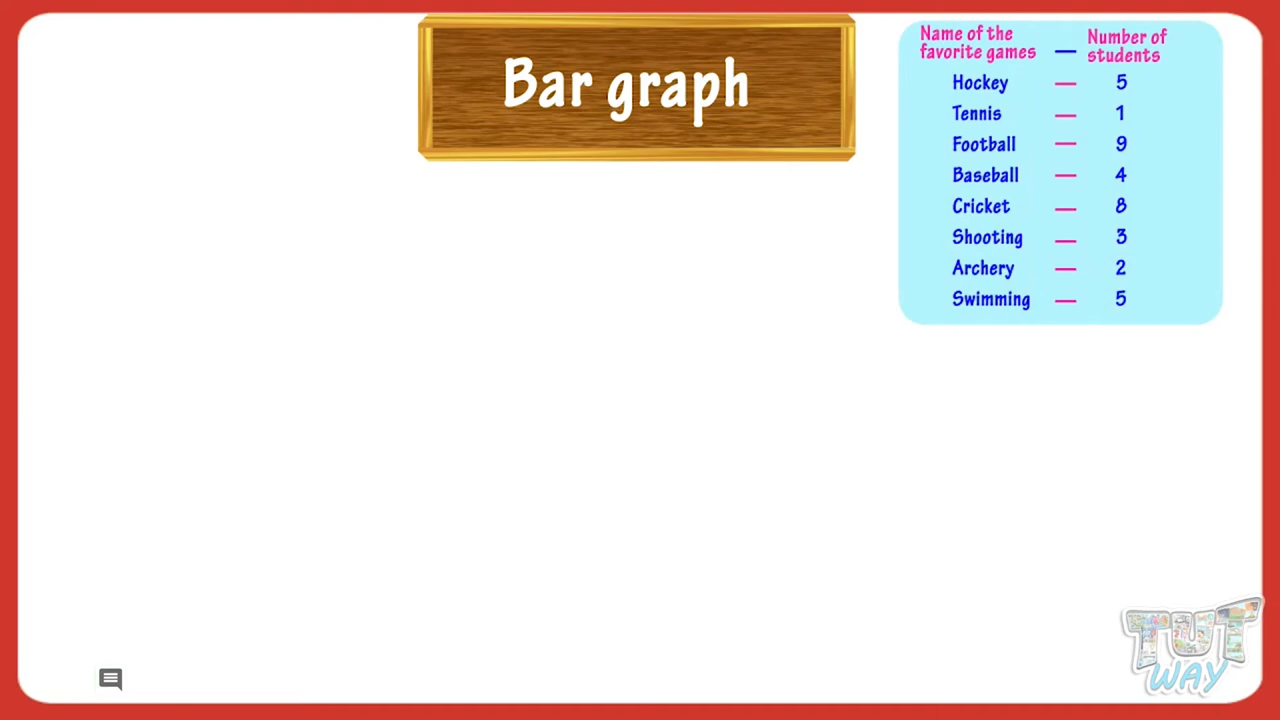 Bar graph
Name of the favorite games — Number of students
Hockey — 5
Tennis — 1
Football — 9
Baseball — 4
Cricket — 8
Shooting — 3
Archery — 2
Swimming — 5
TUT
WAY